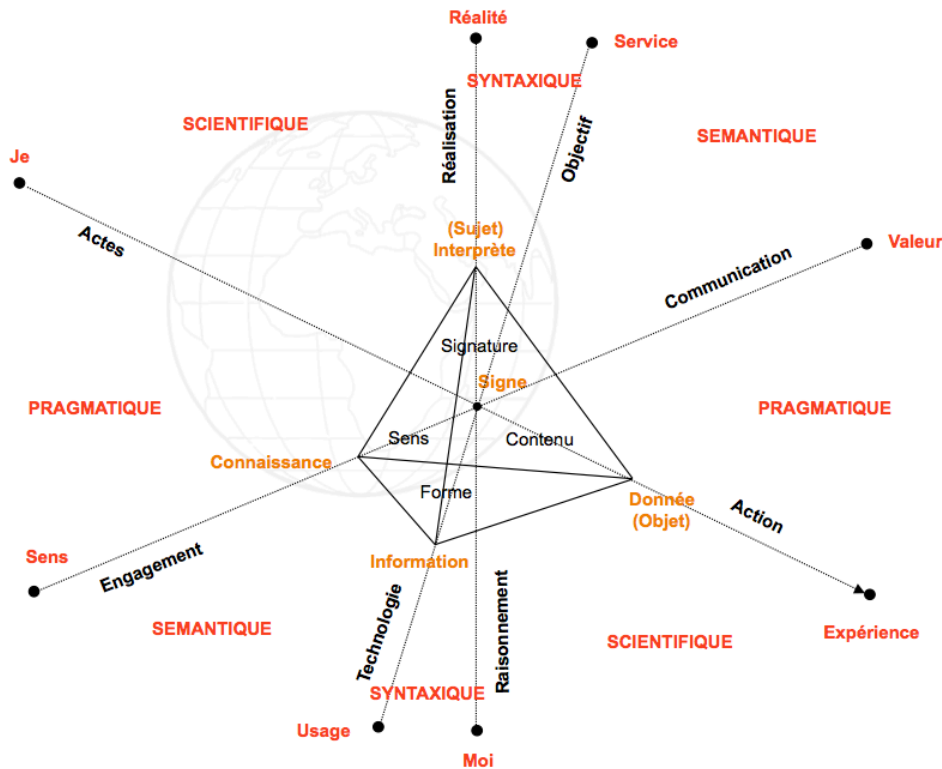 Réalité
Service
SYNTAXIQUE
SCIENTIFIQUE
SEMANTIQUE
Réalisation
Objectif
Je
Actes
(Sujet)
Interprète
Valeur
Communication
Signature
Signe
PRAGMATIQUE
PRAGMATIQUE
Sens
Contenu
Connaissance
Forme
Donnée
(Objet)
Action
Sens
Engagement
Information
Technologie
Raisonnement
SEMANTIQUE
SCIENTIFIQUE
Expérience
SYNTAXIQUE
Usage
Moi